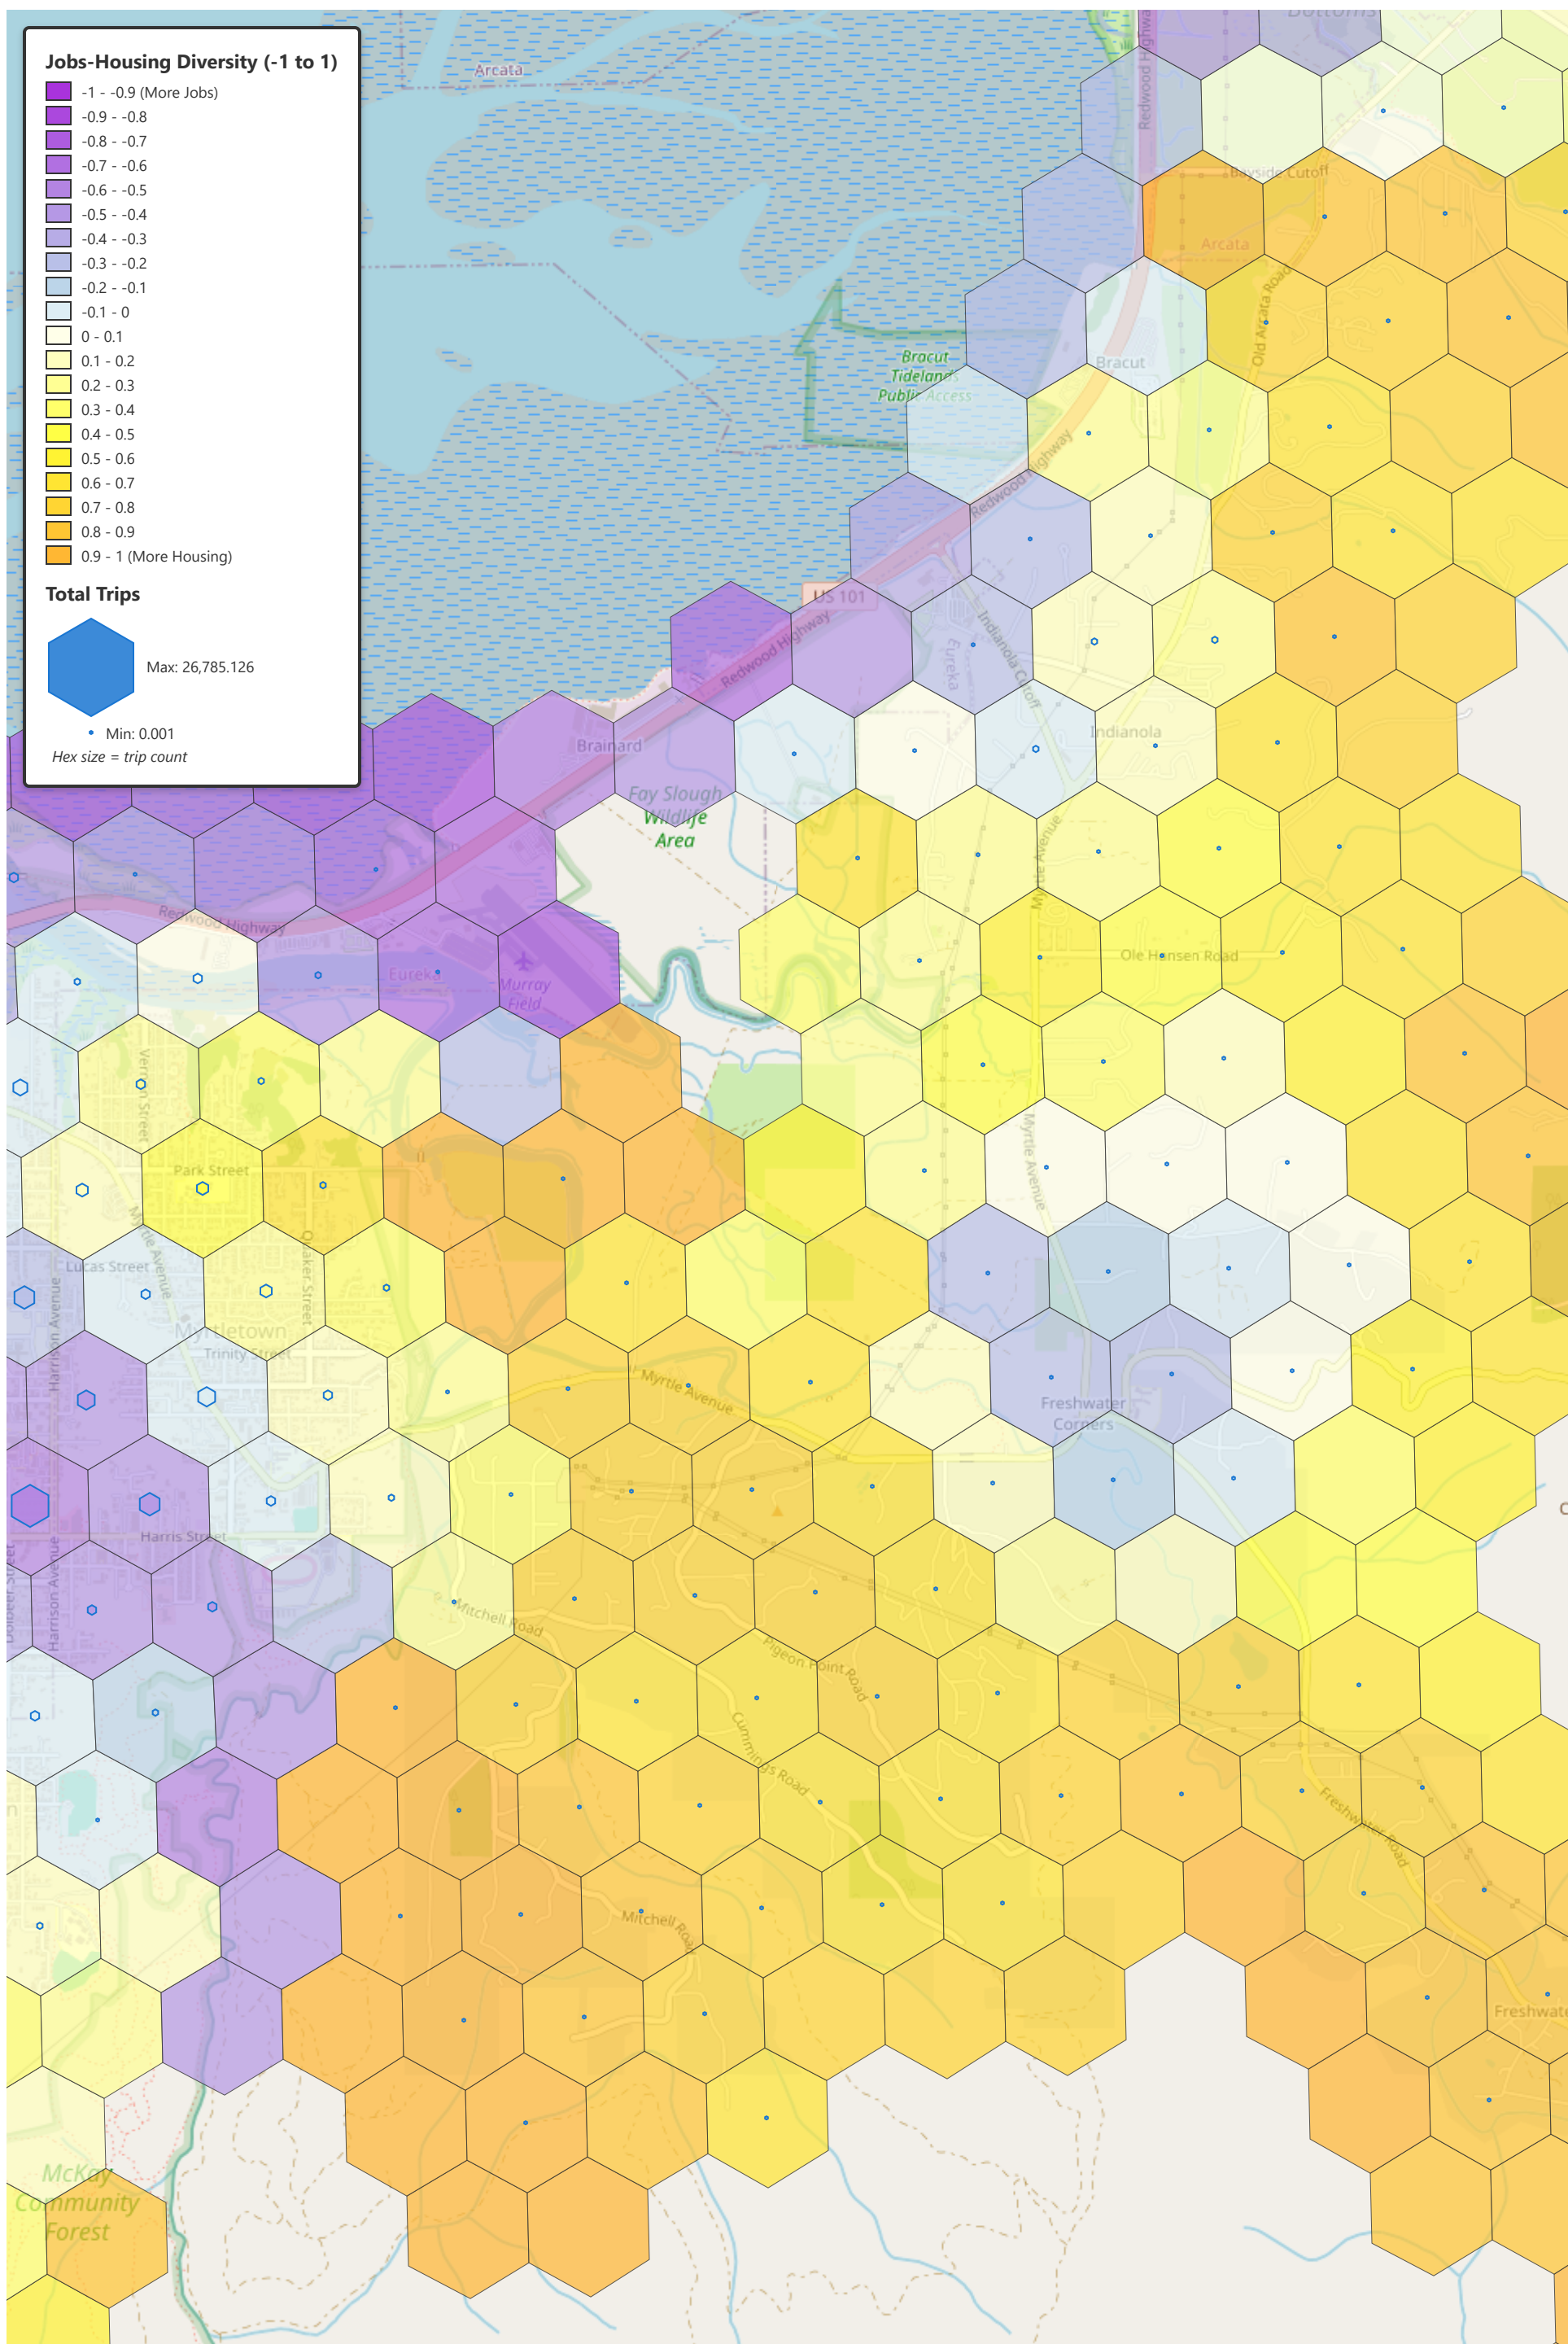 Jobs-Housing Diversity (-1 to 1)
-1 - -0.9 (More Jobs)
-0.9 - -0.8
-0.8 - -0.7
-0.7 - -0.6
-0.6 - -0.5
-0.5 - -0.4
-0.4 - -0.3
-0.3 - -0.2
-0.2 - -0.1
-0.1 - 0
0 - 0.1
0.1 - 0.2
0.2 - 0.3
0.3 - 0.4
0.4 - 0.5
0.5 - 0.6
0.6 - 0.7
0.7 - 0.8
0.8 - 0.9
0.9 - 1 (More Housing)
Total Trips
Max: 26,785.126
Min: 0.001
Hex size = trip count
Arcata
Bottoms
Redwood Highway
Bayside Cutoff
Arcata
Old Arcata Road
Bracut
Tidelands
Public Access
Bracut
Redwood Highway
US 101
Redwood Highway
Indianola Cutoff
Eureka
Indianola
Brainard
Fay Slough
Wildlife
Area
Myrtle Avenue
Redwood Highway
Eureka
Murray
Field
Ole Hansen Road
Vernon Street
Park Street
Myrtle Avenue
Myrtle Avenue
Quaker Street
Lucas Street
Harrison Avenue
Myrtletown
Trinity Street
Myrtle Avenue
Freshwater
Corners
Harris Street
Harrison Avenue
Dolbeer Street
Mitchell Road
Pigeon Point Road
Cummings Road
Freshwater Road
Mitchell Road
Freshwate
McKay
Community
Forest